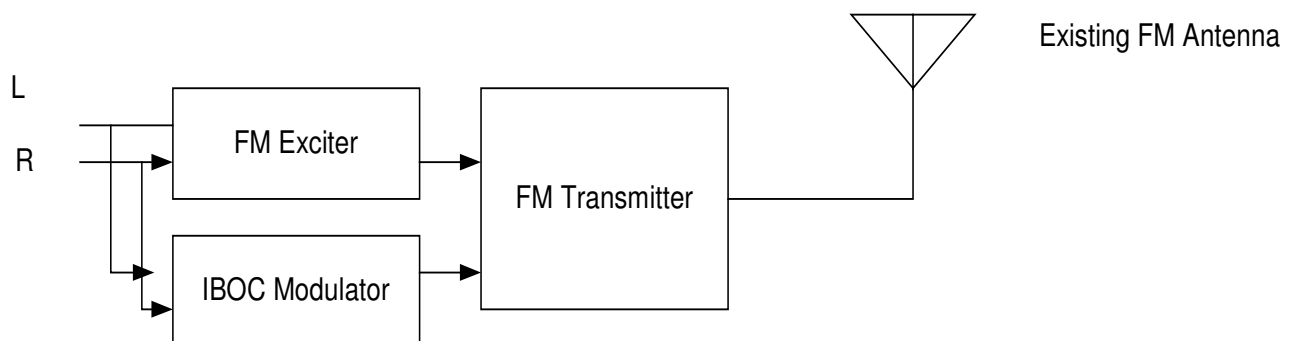 Existing FM Antenna
L
R
FM Exciter
FM Transmitter
IBOC Modulator